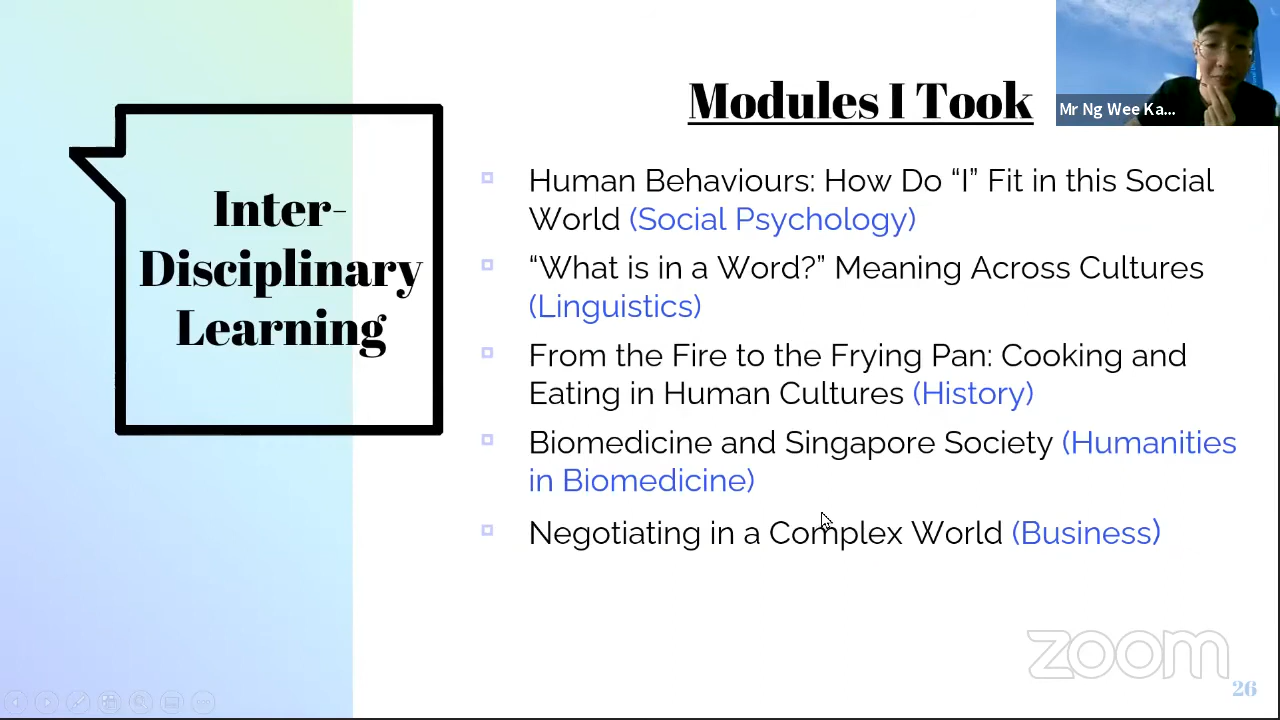 Inter-
Disciplinary
Learning
Modules I Took
Human Behaviours: How Do “I” Fit in this Social
World (Social Psychology)
“What is in a Word?” Meaning Across Cultures
(Linguistics)
From the Fire to the Frying Pan: Cooking and
Eating in Human Cultures (History)
Biomedicine and Singapore Society (Humanities
in Biomedicine)
Negotiating in a Complex World (Business)
Mr Ng Wee Ka...
zoom
26